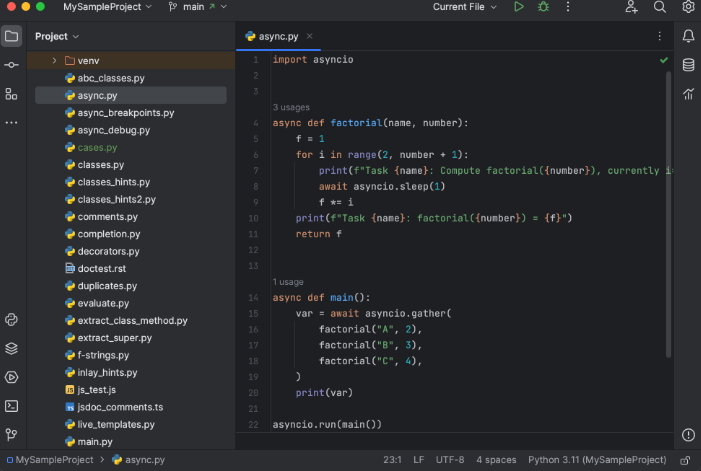 MySampleProject
main
Current File
Project
venv
abc_classes.py
async.py
async_breakpoints.py
async_debug.py
cases.py
classes.py
classes_hints.py
classes_hints2.py
comments.py
completion.py
decorators.py
doctest.rst
duplicates.py
evaluate.py
extract_class_method.py
extract_super.py
f-strings.py
inlay_hints.py
js_test.js
jsdoc_comments.ts
live_templates.py
main.py
async.py
1 import asyncio
2
3
3 usages
4 async def factorial(name, number):
5 f = 1
6 for i in range(2, number + 1):
7 print(f"Task {name}: Compute factorial({number}), currently i=
8 await asyncio.sleep(1)
9 f *= i
10 print(f"Task {name}: factorial({number}) = {f}")
11 return f
12
13
1 usage
14 async def main():
15 var = await asyncio.gather(
16 factorial("A", 2),
17 factorial("B", 3),
18 factorial("C", 4),
19 )
20 print(var)
21
22 asyncio.run(main())
MySampleProject > async.py
23:1 LF UTF-8 4 spaces Python 3.11 (MySampleProject)